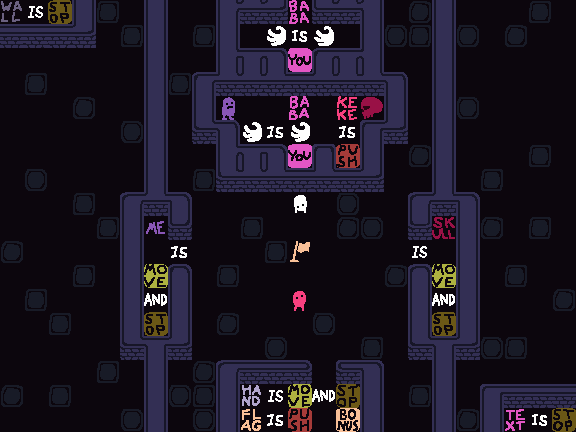 WALL IS STOP
BABA
IS
YOU
BABA KEKE
IS IS
YOU PUSH
ME SKULL
IS IS
MOVE MOVE
AND AND
STOP STOP
HAND IS MOVE AND STOP
FLAG IS PUSH BONUS
TEXT IS STOP